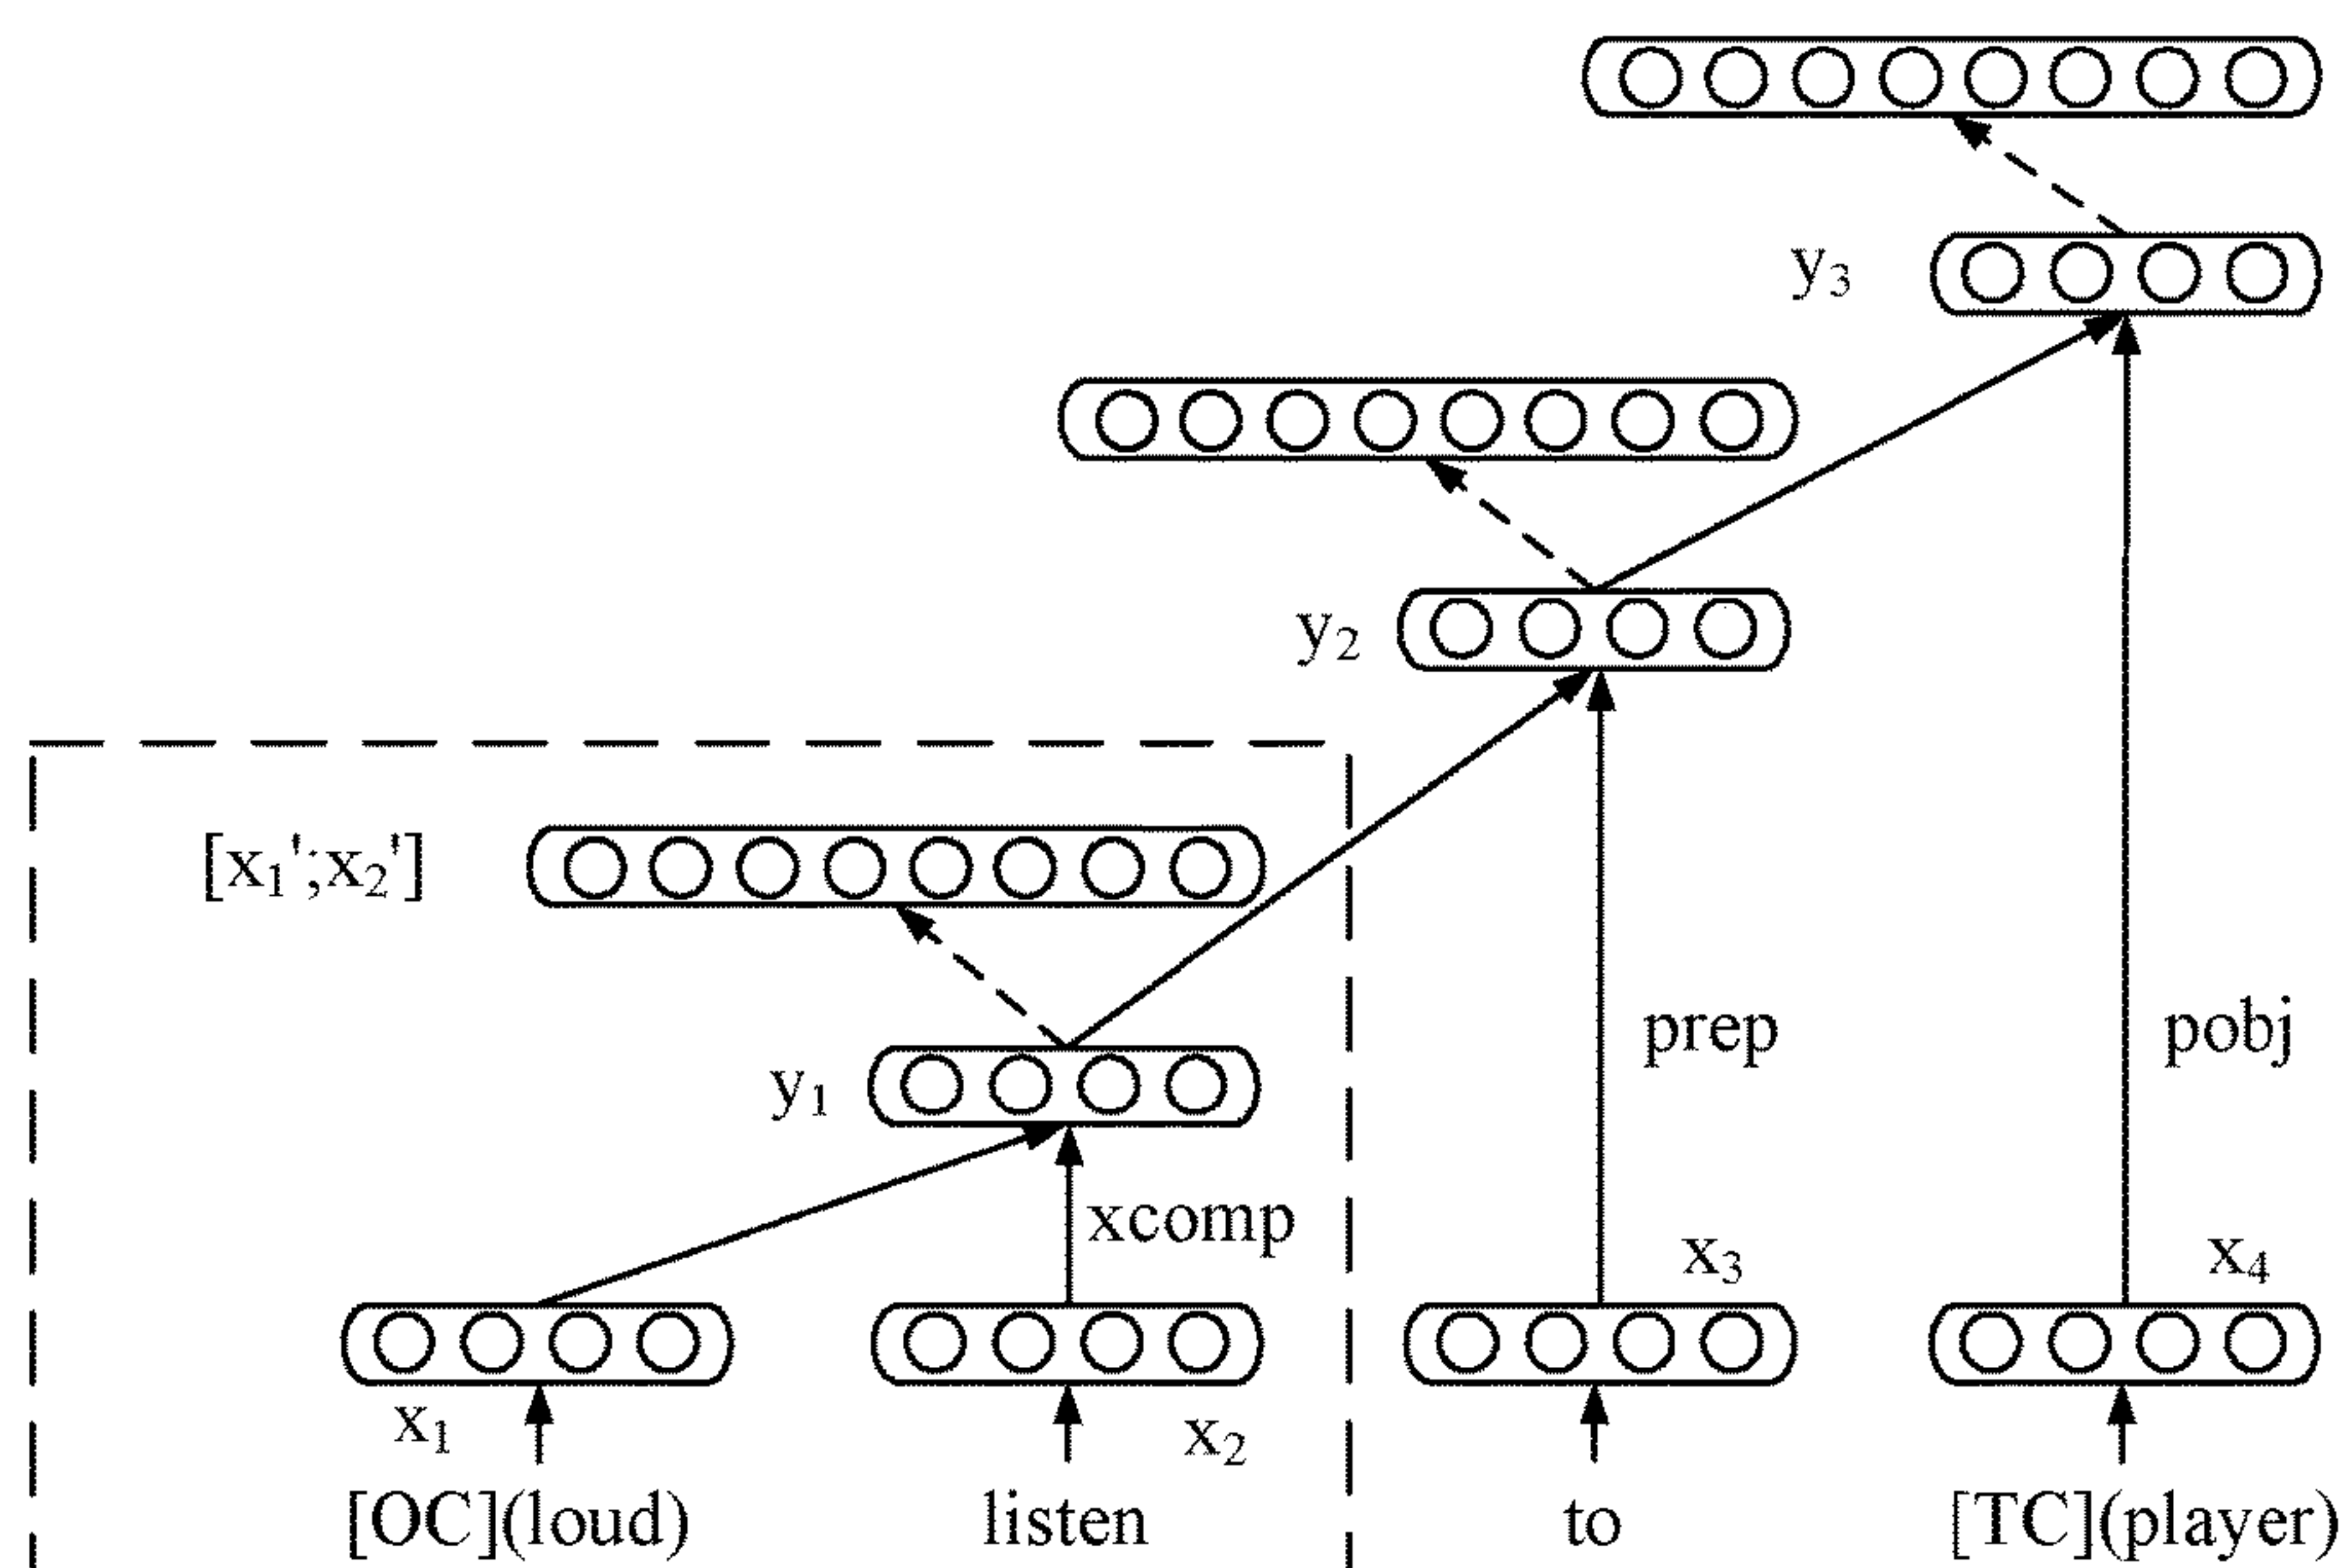 y₃
y₂
[x₁';x₂']
y₁
prep
pobj
xcomp
x₃
x₄
x₁
x₂
[OC](loud)
listen
to
[TC](player)